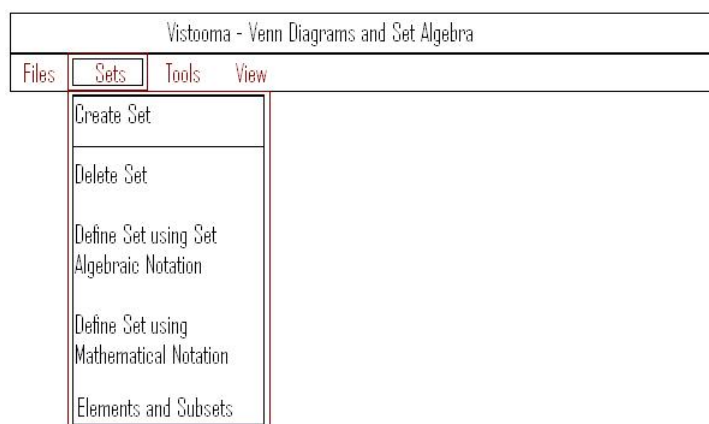 Vistooma - Venn Diagrams and Set Algebra
Files Sets Tools View
Create Set
Delete Set
Define Set using Set
Algebraic Notation
Define Set using
Mathematical Notation
Elements and Subsets